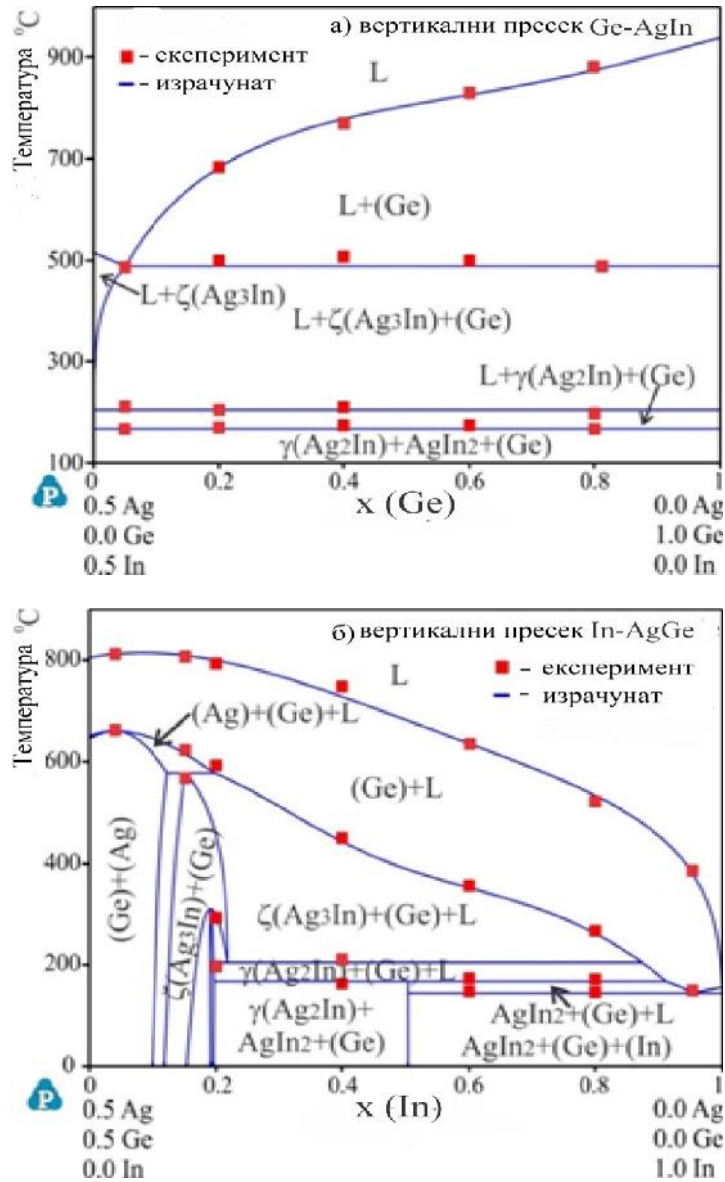 а) вертикални пресек Ge-AgIn
- експеримент
- израчунат
Температура °C
900
700
500
300
100
L
L+(Ge)
L+ζ(Ag3In)
L+ζ(Ag3In)+(Ge)
L+γ(Ag2In)+(Ge)
γ(Ag2In)+AgIn2+(Ge)
0 0.2 0.4 0.6 0.8 1
P
x (Ge)
0.5 Ag 0.0 Ag
0.0 Ge 1.0 Ge
0.5 In 0.0 In
б) вертикални пресек In-AgGe
- експеримент
- израчунат
Температура °C
800
600
400
200
0
L
(Ag)+(Ge)+L
(Ge)+L
(Ge)+(Ag)
ζ(Ag3In)+(Ge)
ζ(Ag3In)+(Ge)+L
γ(Ag2In)+(Ge)+L
γ(Ag2In)+
AgIn2+(Ge)
AgIn2+(Ge)+L
AgIn2+(Ge)+(In)
0 0.2 0.4 0.6 0.8 1
P
x (In)
0.5 Ag 0.0 Ag
0.5 Ge 0.0 Ge
0.0 In 1.0 In